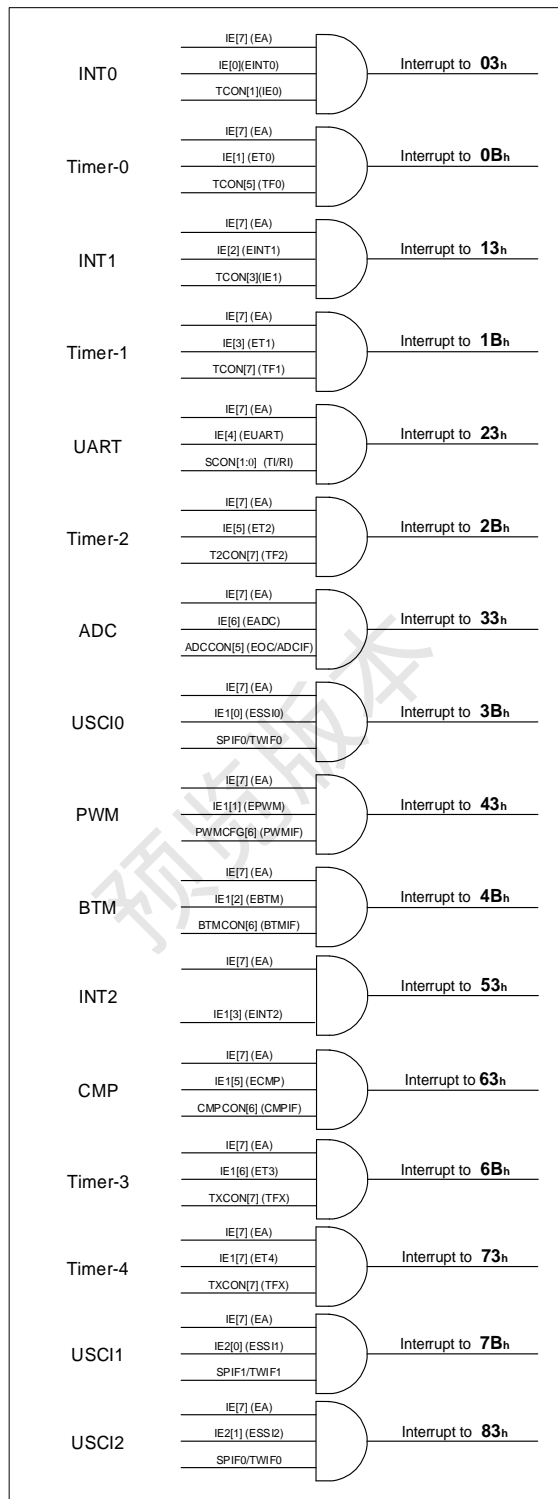 IE[7] (EA)
INT0
IE[0](EINT0)
Interrupt to 03h
TCON[1](IE0)
IE[7] (EA)
Timer-0
IE[1] (ET0)
Interrupt to 0Bh
TCON[5] (TF0)
IE[7] (EA)
INT1
IE[2] (EINT1)
Interrupt to 13h
TCON[3](IE1)
IE[7] (EA)
Timer-1
IE[3] (ET1)
Interrupt to 1Bh
TCON[7] (TF1)
IE[7] (EA)
UART
IE[4] (EUART)
Interrupt to 23h
SCON[1:0] (TI/RI)
IE[7] (EA)
Timer-2
IE[5] (ET2)
Interrupt to 2Bh
T2CON[7] (TF2)
IE[7] (EA)
ADC
IE[6] (EADC)
Interrupt to 33h
ADCCON[5] (EOC/ADCIF)
IE[7] (EA)
USCI0
IE1[0] (ESSI0)
Interrupt to 3Bh
SPIF0/TWIF0
IE[7] (EA)
PWM
IE1[1] (EPWM)
Interrupt to 43h
PWMCFG[6] (PWMIF)
IE[7] (EA)
BTM
IE1[2] (EBTM)
Interrupt to 4Bh
BTMCON[6] (BTMIF)
IE[7] (EA)
INT2
Interrupt to 53h
IE1[3] (EINT2)
IE[7] (EA)
CMP
IE1[5] (ECMP)
Interrupt to 63h
CMPCON[6] (CMPIF)
IE[7] (EA)
Timer-3
IE1[6] (ET3)
Interrupt to 6Bh
TXCON[7] (TFX)
IE[7] (EA)
Timer-4
IE1[7] (ET4)
Interrupt to 73h
TXCON[7] (TFX)
IE[7] (EA)
USCI1
IE2[0] (ESSI1)
Interrupt to 7Bh
SPIF1/TWIF1
IE[7] (EA)
USCI2
IE2[1] (ESSI2)
Interrupt to 83h
SPIF0/TWIF0
预览版本